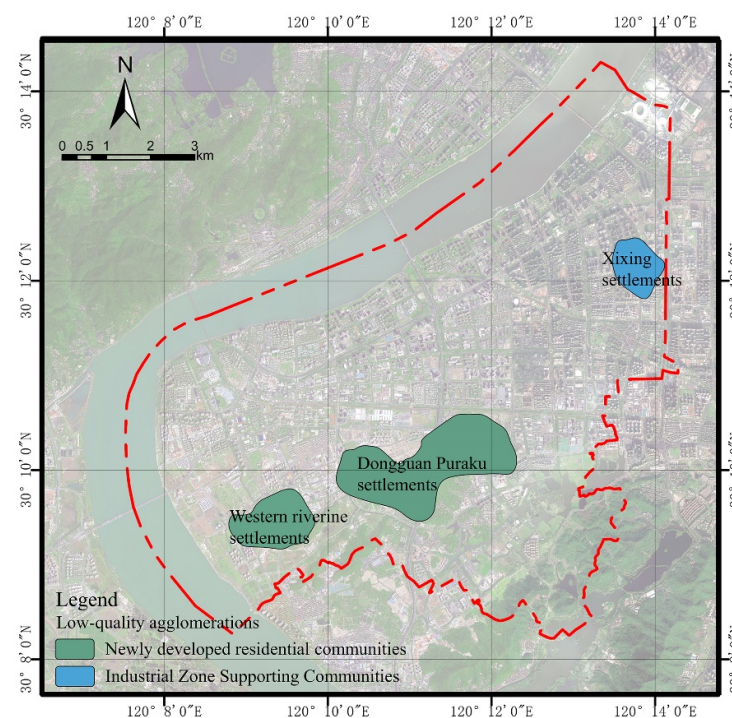 120° 8′ 0″E 120° 10′ 0″E 120° 12′ 0″E 120° 14′ 0″E
30° 14′ 0″N
N
0 0.5 1 2 3
km
30° 12′ 0″N
Xixing
settlements
30° 10′ 0″N
Dongguan Puraku
settlements
Western riverine
settlements
Legend
Low-quality agglomerations
Newly developed residential communities
Industrial Zone Supporting Communities
30° 8′ 0″N
120° 8′ 0″E 120° 10′ 0″E 120° 12′ 0″E 120° 14′ 0″E